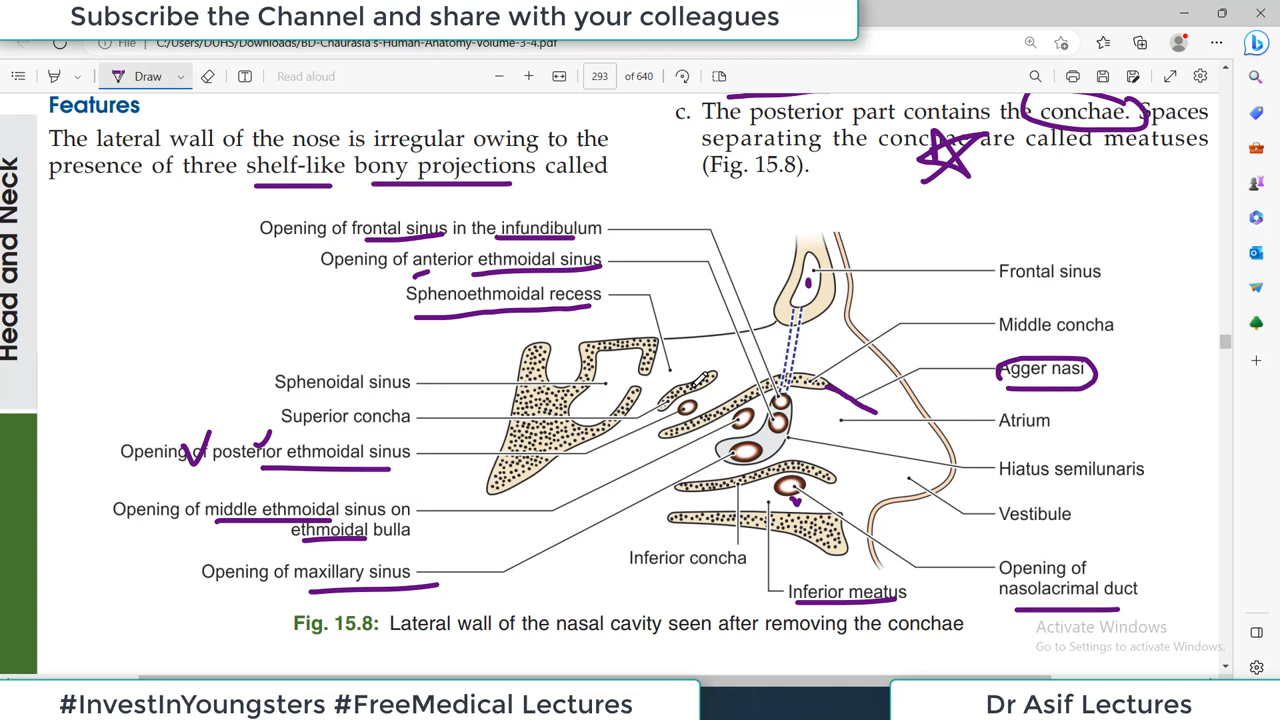 Subscribe the Channel and share with your colleagues
File
C:/Users/DUHS/Downloads/BD-Chaurasia's-Human-Anatomy-Volume-3-4.pdf
Draw
Read aloud
293 of 640
Head and Neck
Features
The lateral wall of the nose is irregular owing to the
presence of three shelf-like bony projections called
c. The posterior part contains the conchae. Spaces
separating the conchae are called meatuses
(Fig. 15.8).
Opening of frontal sinus in the infundibulum
Opening of anterior ethmoidal sinus
Sphenoethmoidal recess
Sphenoidal sinus
Superior concha
Opening of posterior ethmoidal sinus
Opening of middle ethmoidal sinus on
ethmoidal bulla
Opening of maxillary sinus
Inferior concha
Inferior meatus
Frontal sinus
Middle concha
Agger nasi
Atrium
Hiatus semilunaris
Vestibule
Opening of
nasolacrimal duct
Fig. 15.8: Lateral wall of the nasal cavity seen after removing the conchae
Activate Windows
Go to Settings to activate Windows.
#InvestInYoungsters #FreeMedical Lectures
Dr Asif Lectures